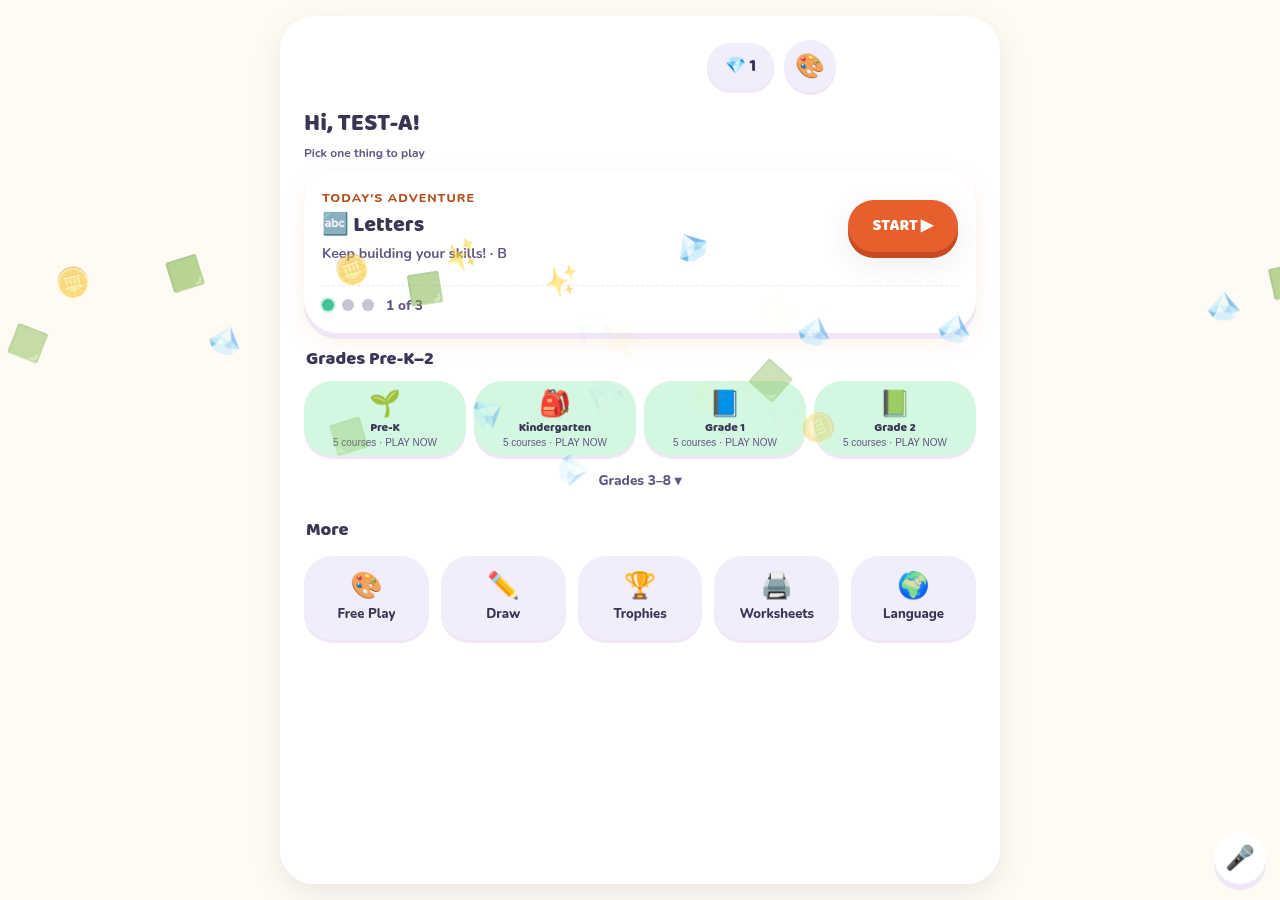 1
Hi, TEST-A!
Pick one thing to play
TODAY'S ADVENTURE
abc Letters
START ▶
Keep building your skills! · B
1 of 3
Grades Pre-K–2
Pre-K
5 courses · PLAY NOW
Kindergarten
5 courses · PLAY NOW
Grade 1
5 courses · PLAY NOW
Grade 2
5 courses · PLAY NOW
Grades 3–8 ▾
More
Free Play
Draw
Trophies
Worksheets
Language